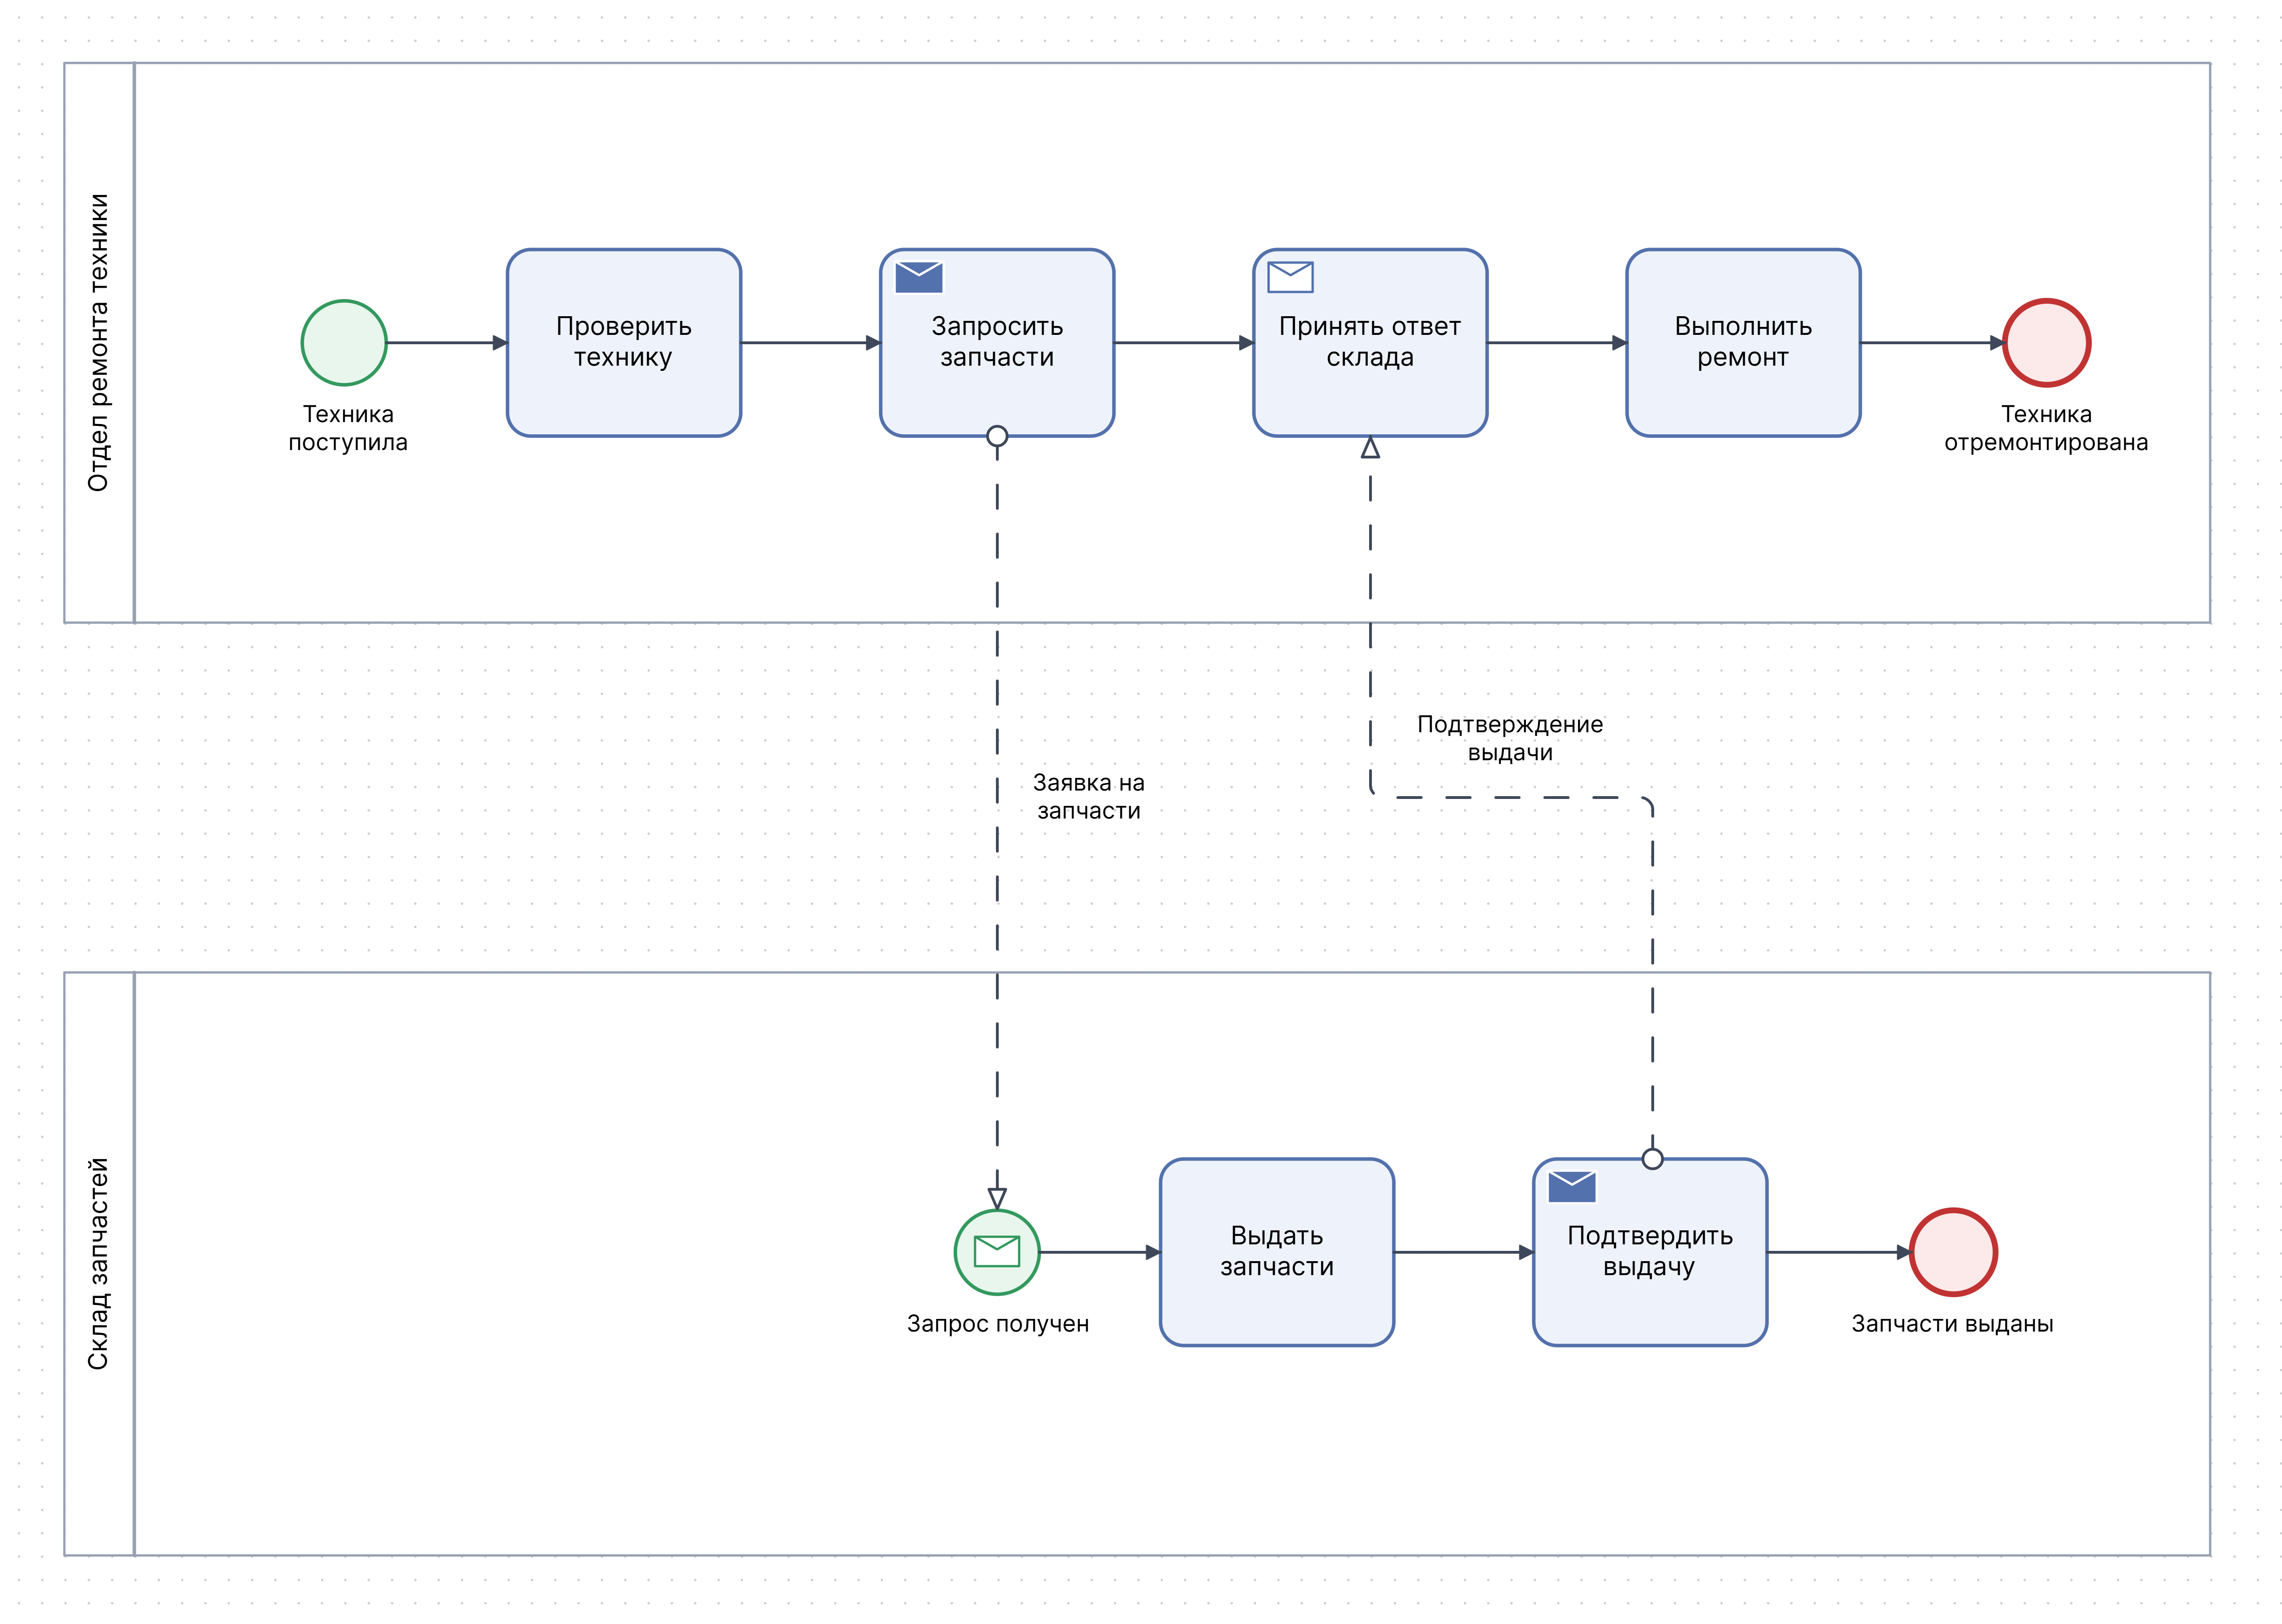 Отдел ремонта техники
Техника
поступила
Проверить
технику
Запросить
запчасти
Принять ответ
склада
Выполнить
ремонт
Техника
отремонтирована
Заявка на
запчасти
Подтверждение
выдачи
Склад запчастей
Запрос получен
Выдать
запчасти
Подтвердить
выдачу
Запчасти выданы